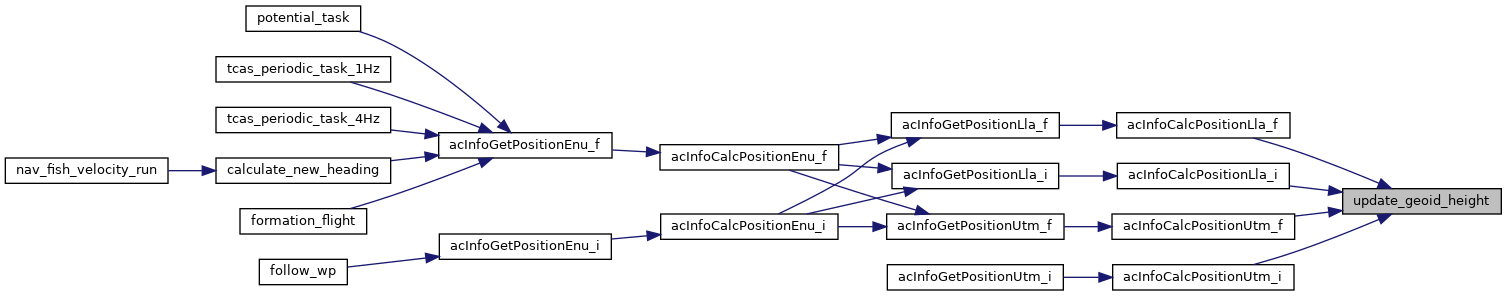 potential_task
tcas_periodic_task_1Hz
tcas_periodic_task_4Hz
nav_fish_velocity_run
calculate_new_heading
formation_flight
follow_wp
acInfoGetPositionEnu_f
acInfoGetPositionEnu_i
acInfoCalcPositionEnu_f
acInfoCalcPositionEnu_i
acInfoGetPositionLla_f
acInfoGetPositionLla_i
acInfoGetPositionUtm_f
acInfoGetPositionUtm_i
acInfoCalcPositionLla_f
acInfoCalcPositionLla_i
acInfoCalcPositionUtm_f
acInfoCalcPositionUtm_i
update_geoid_height